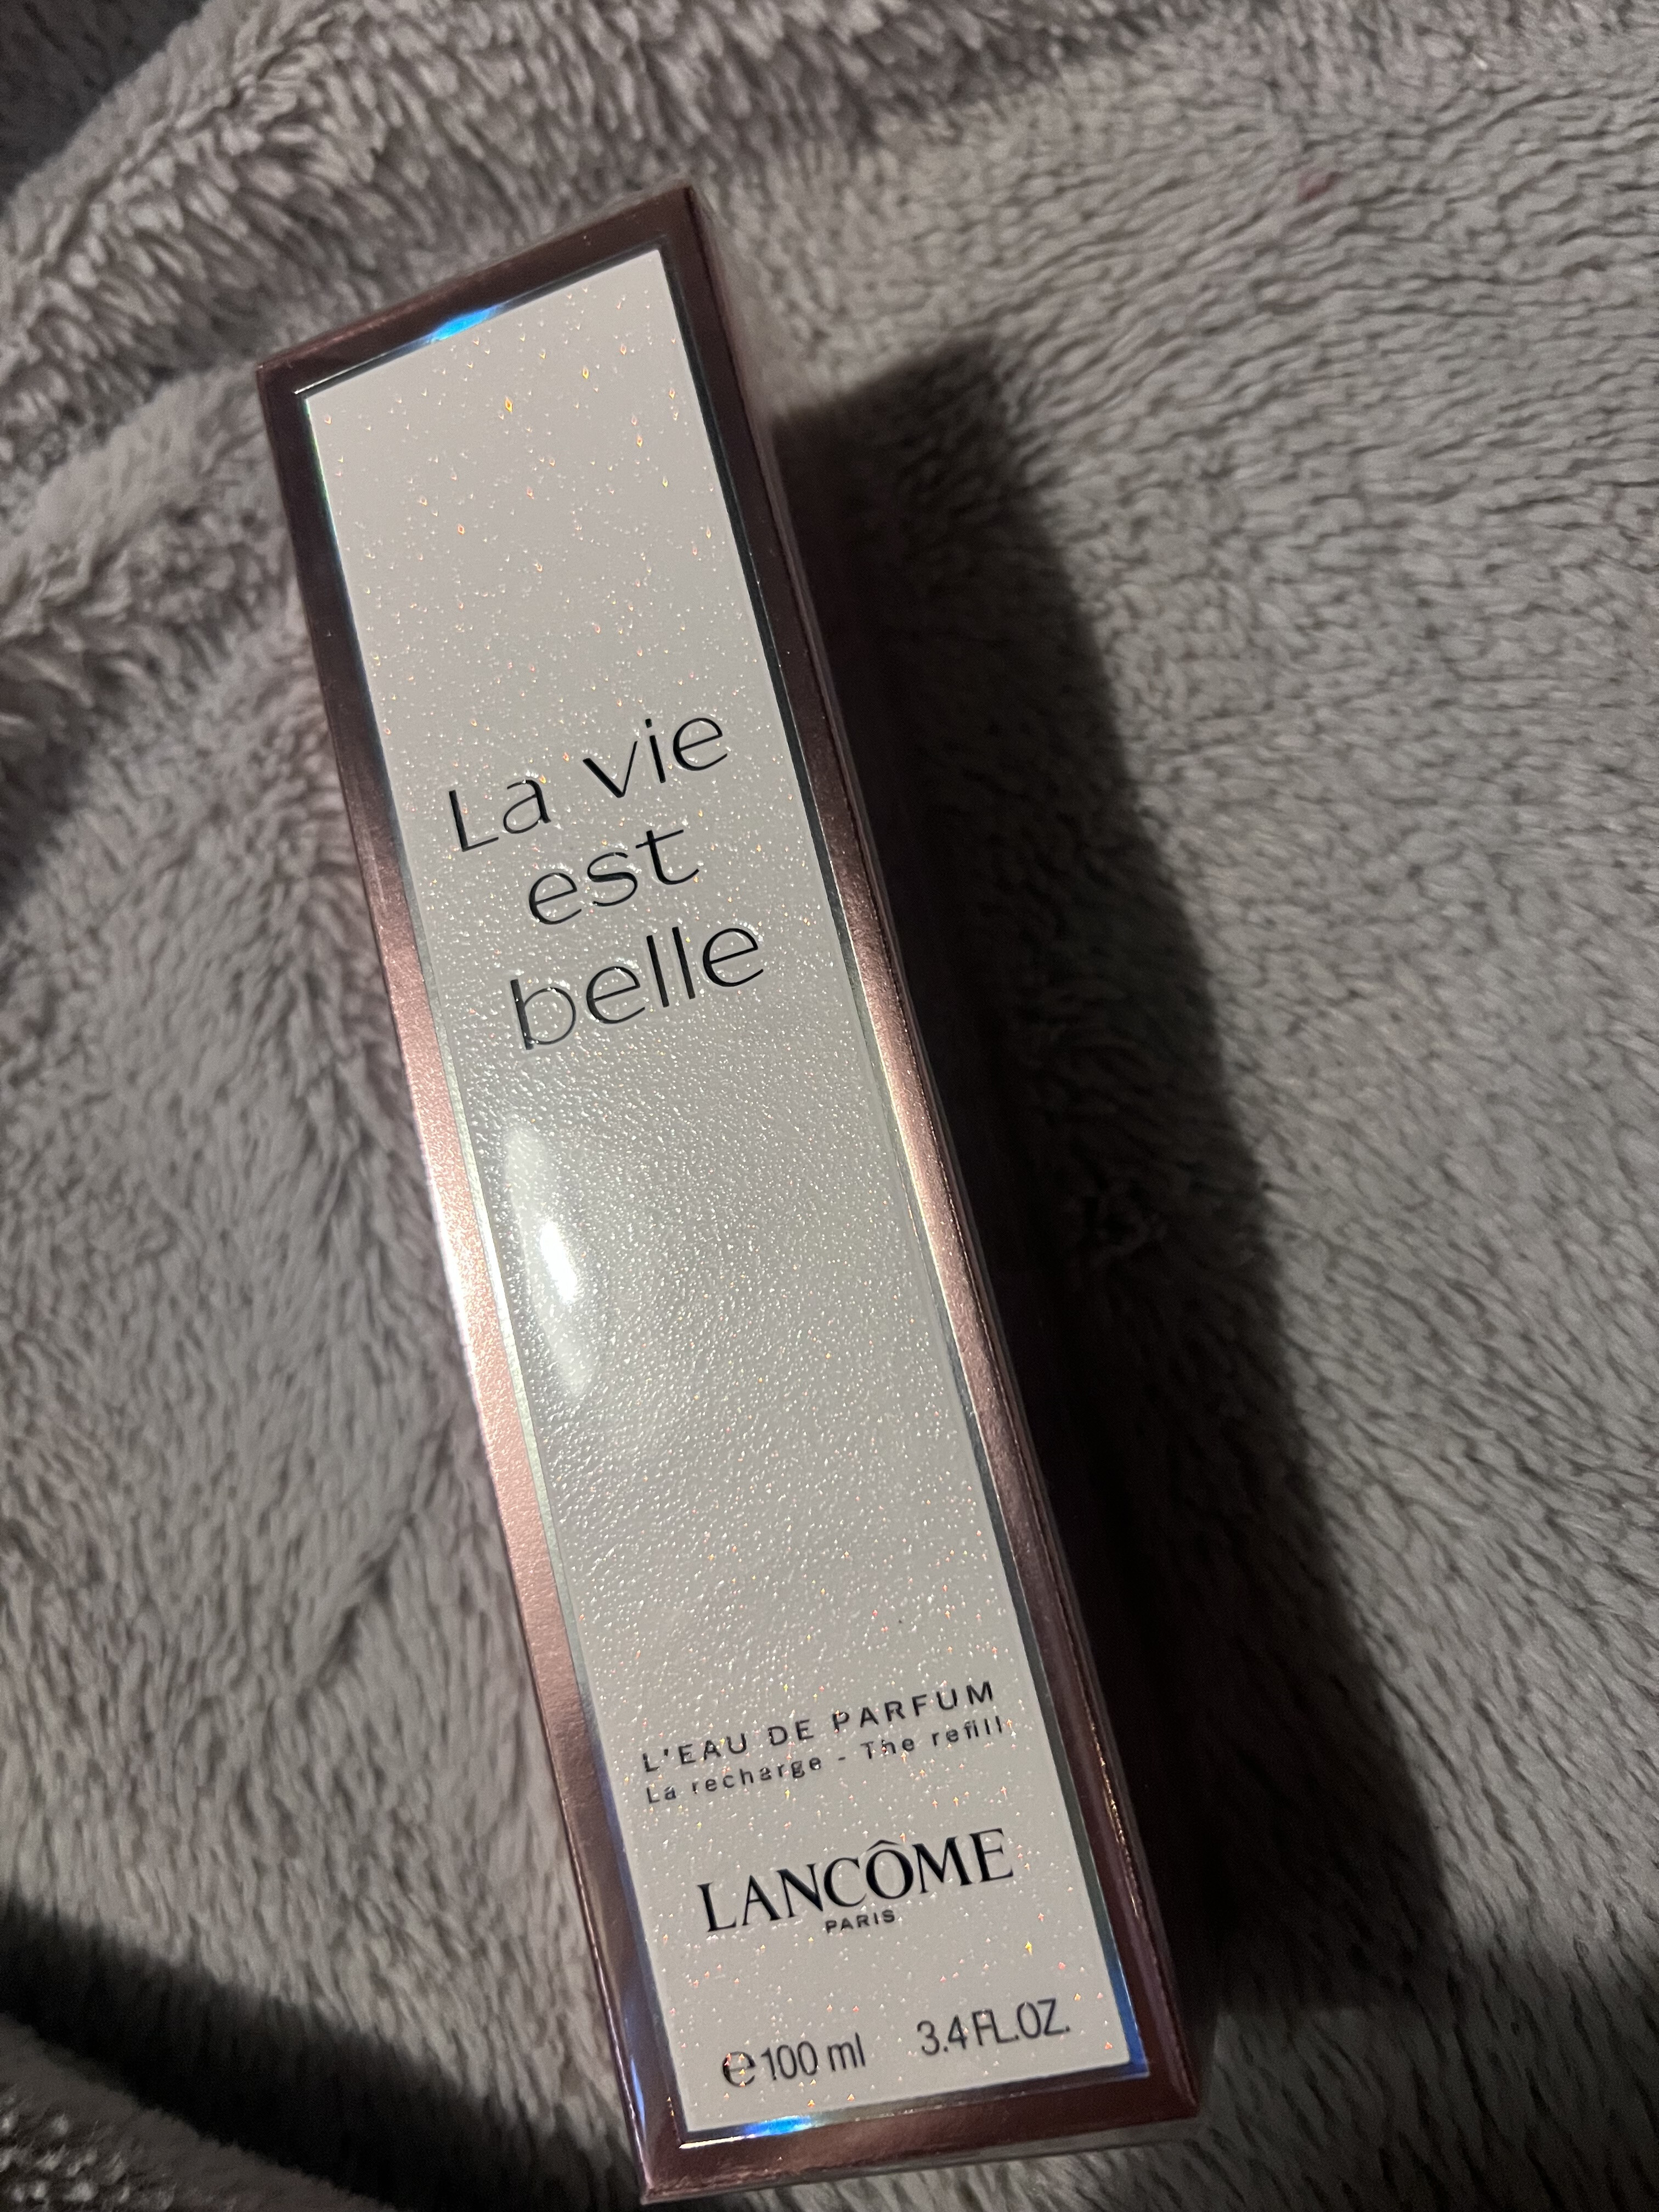 La vie
est
belle
L'EAU DE PARFUM
La recharge - The refill
LANCÔME
PARIS
℮ 100 ml 3.4 FL.OZ.